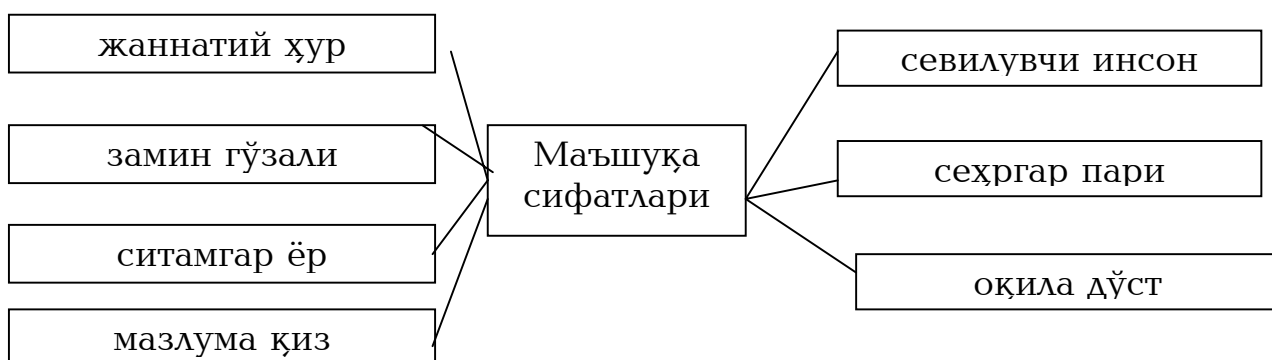 жаннатий ҳур
замин гўзали
ситамгар ёр
мазлума қиз
Маъшуқа
сифатлари
севилувчи инсон
сеҳргар пари
оқила дўст